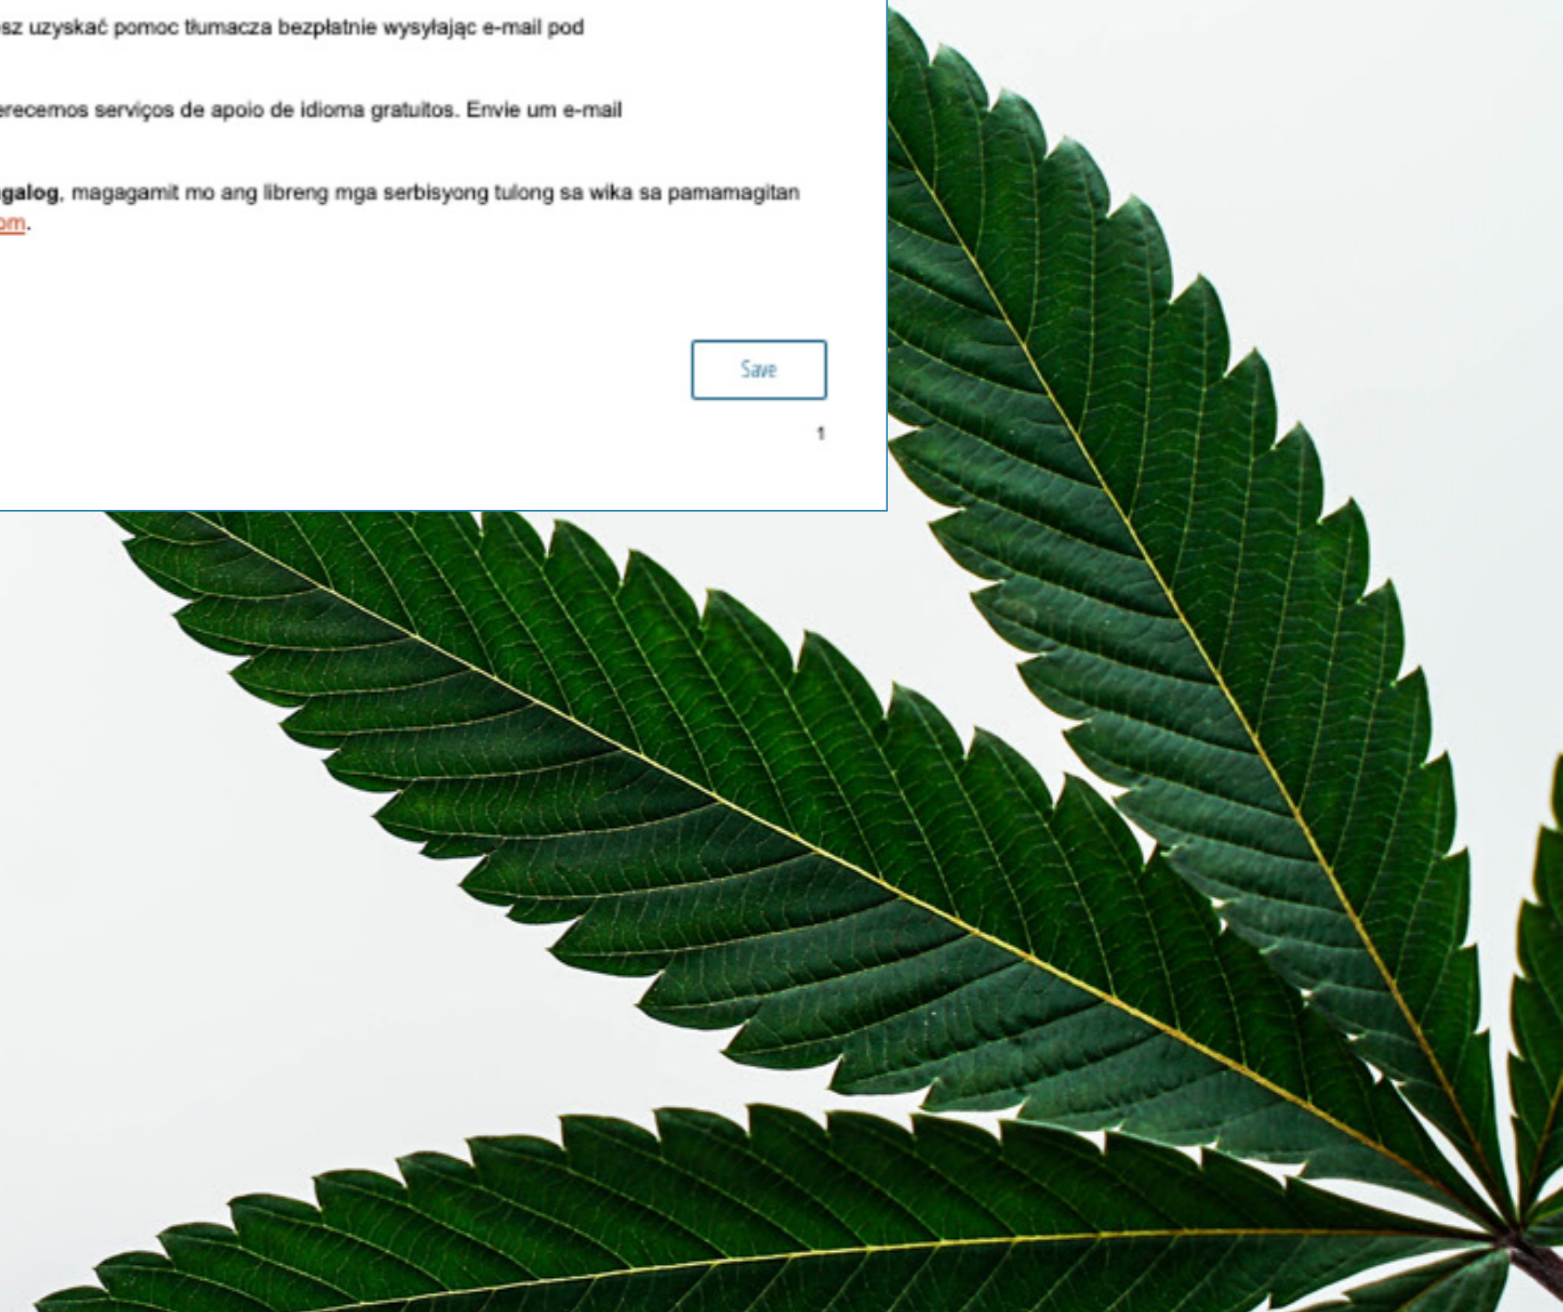 sz uzyskać pomoc tłumacza bezpłatnie wysyłając e-mail pod
erecemos serviços de apoio de idioma gratuitos. Envie um e-mail
galog, magagamit mo ang libreng mga serbisyong tulong sa wika sa pamamagitan
om.
Save
1